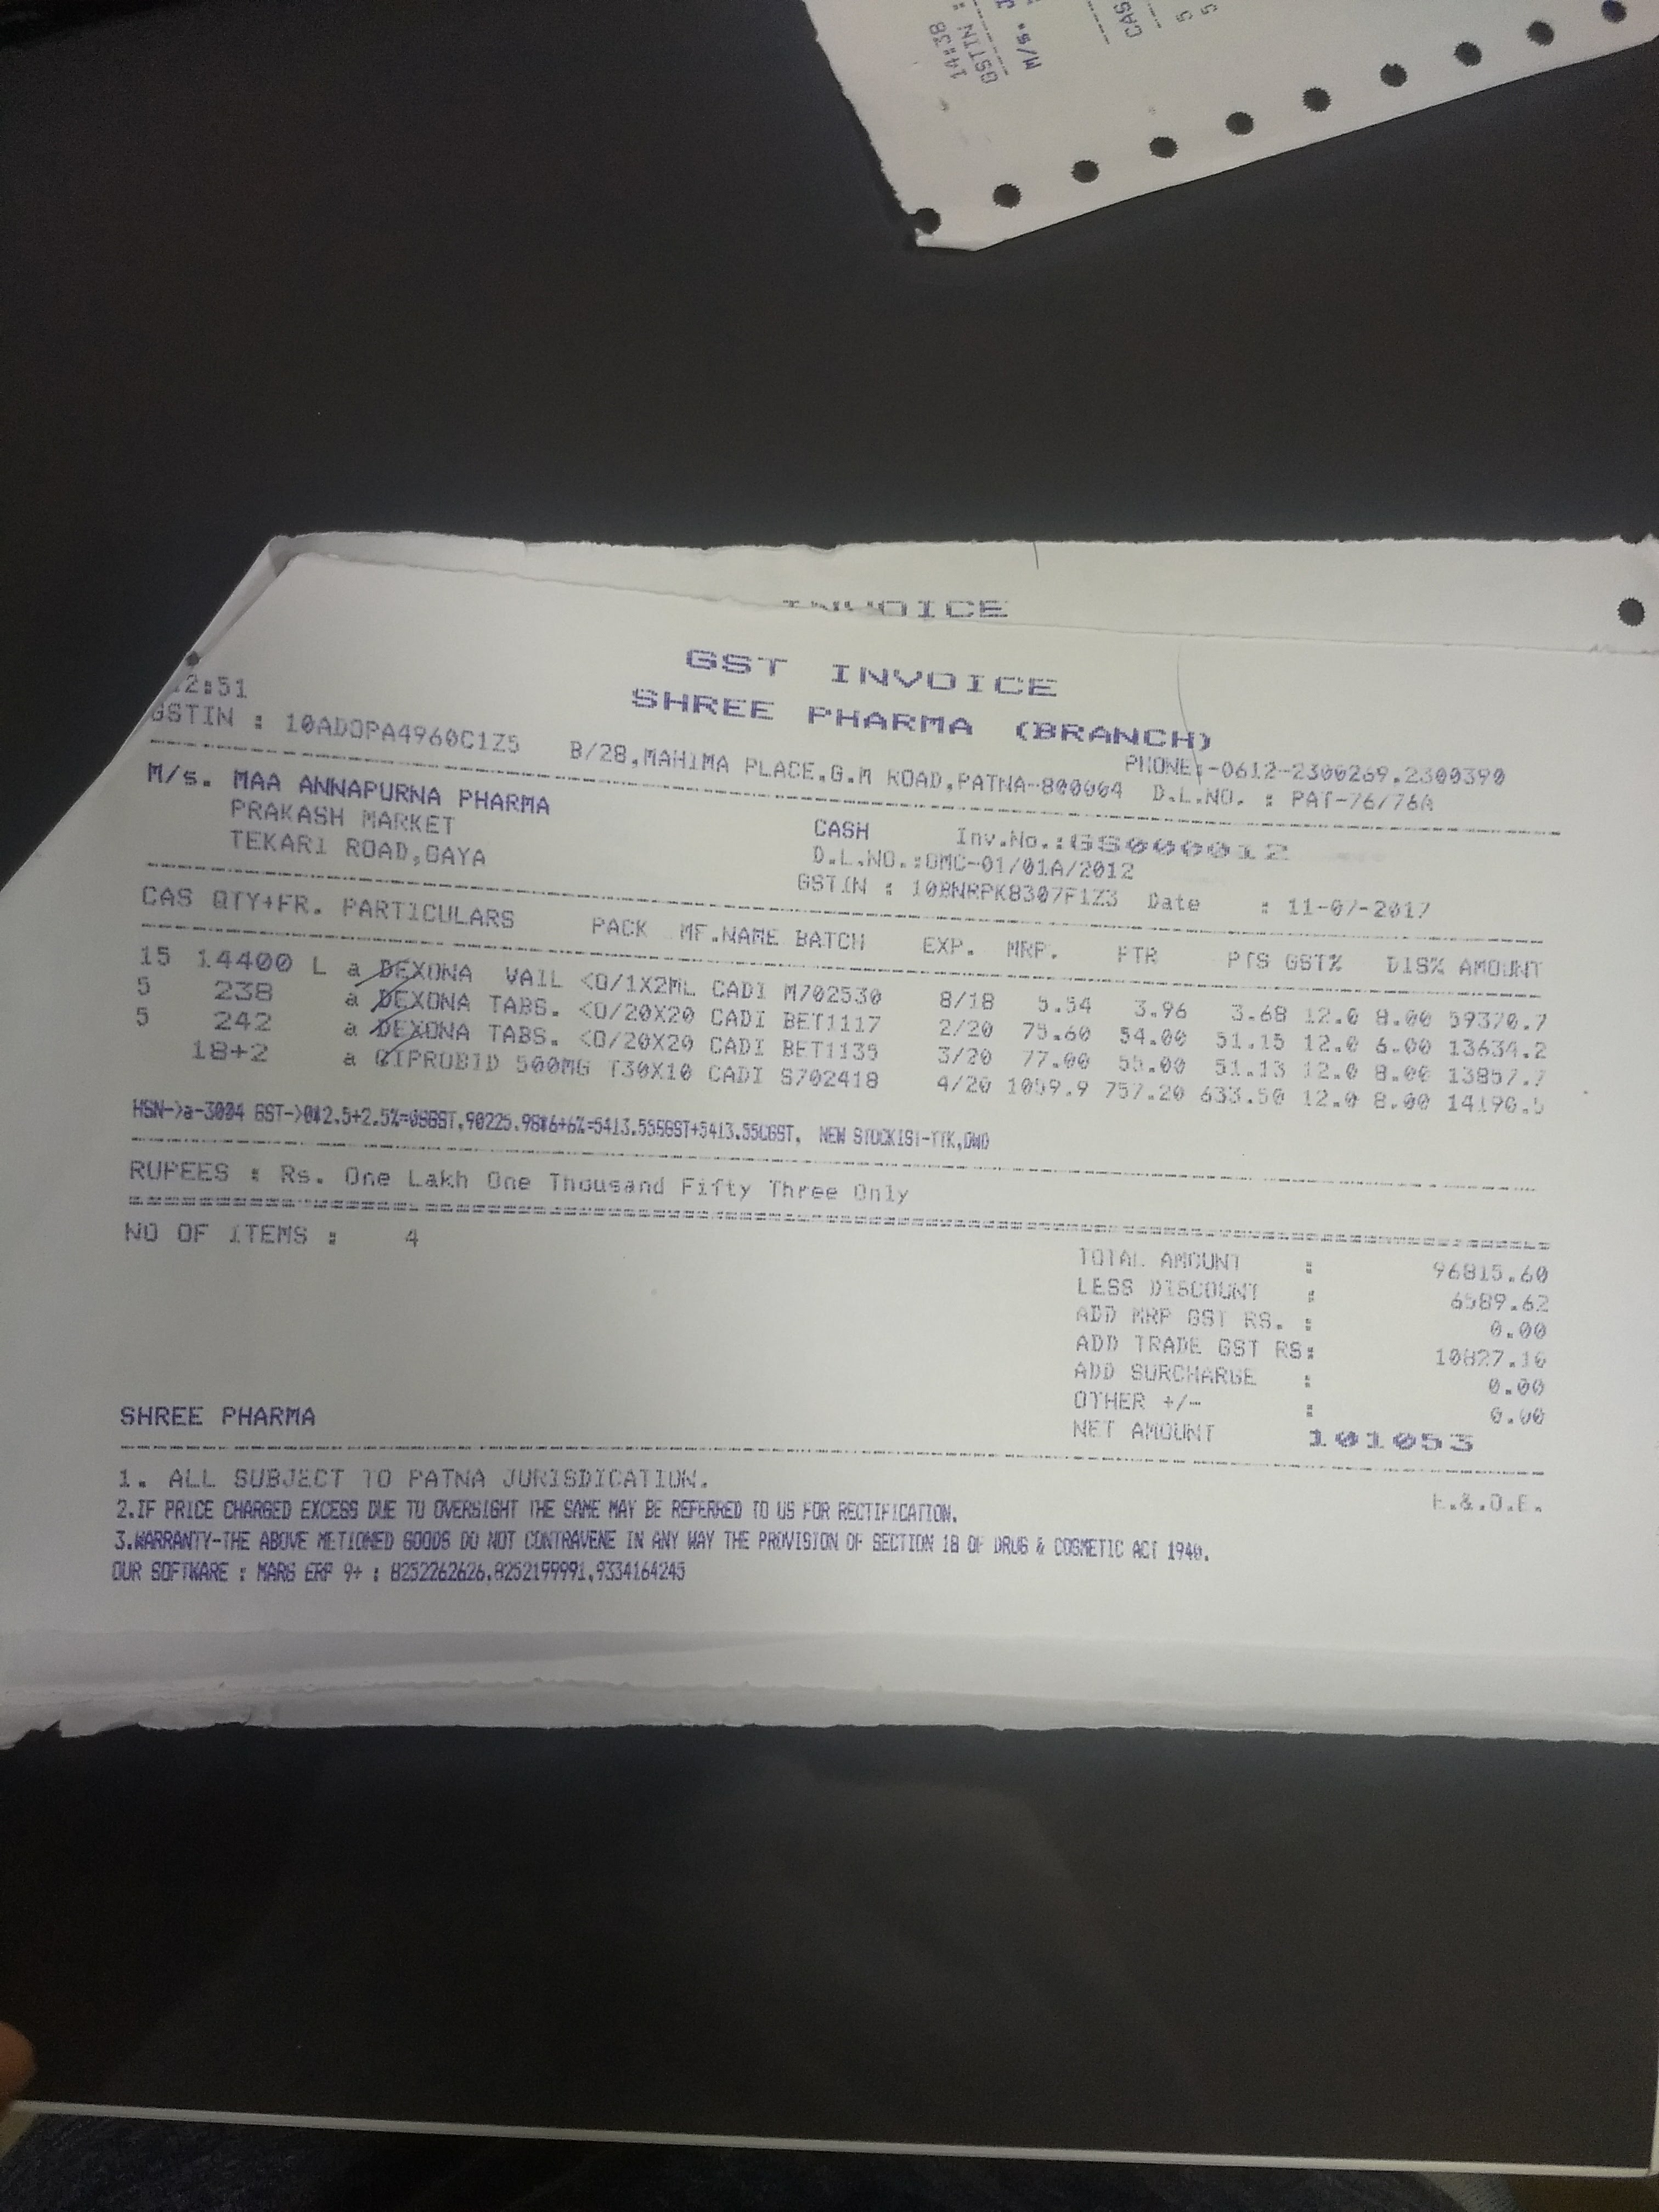 14:38
GSTIN :
M/s. J
CAS
5
5
INVOICE
GST INVOICE
12:51
SHREE PHARMA (BRANCH)
GSTIN : 10ADOPA4960C1Z5 B/28,MAHIMA PLACE,G.M ROAD,PATNA-800004 PHONE:-0612-2300269,2300390
D.L.NO. : PAT-76/76A
M/s. MAA ANNAPURNA PHARMA
PRAKASH MARKET
TEKARI ROAD,GAYA
CASH Inv.No.:GS000012
D.L.NO.:GMC-01/01A/2012
GSTIN : 10BNRPK8307F1Z3 Date : 11-07-2017
CAS QTY+FR. PARTICULARS PACK MF.NAME BATCH EXP. MRP. PTR PTS GST% DIS% AMOUNT
15 14400 L a DEXONA VAIL <Q/1X2ML CADI M702530 8/18 5.54 3.96 3.68 12.0 8.00 59370.7
5 238 a DEXONA TABS. <Q/20X20 CADI BET1117 2/20 75.60 54.00 51.15 12.0 6.00 13634.2
5 242 a DEXONA TABS. <Q/20X20 CADI BET1135 3/20 77.00 55.00 51.13 12.0 8.00 13857.7
18+2 a CIPROBID 500MG T30X10 CADI S702418 4/20 1059.9 757.20 633.50 12.0 8.00 14190.5
HSN->a-3004 GST->0*2.5+2.5%=0SGST,90225.98*6+6%=5413.55SGST+5413.55CGST, NEW STOCKIST-TTK,
RUPEES : Rs. One Lakh One Thousand Fifty Three Only
NO OF ITEMS : 4
TOTAL AMOUNT : 96815.60
LESS DISCOUNT : 6589.62
ADD MRP GST RS. : 0.00
ADD TRADE GST RS: 10827.10
ADD SURCHARGE : 0.00
OTHER +/- : 0.00
NET AMOUNT 101053
SHREE PHARMA
1. ALL SUBJECT TO PATNA JURISDICATION.
E.&.O.E.
2.IF PRICE CHARGED EXCESS DUE TO OVERSIGHT THE SAME MAY BE REFERRED TO US FOR RECTIFICATION.
3.WARRANTY-THE ABOVE METIONED GOODS DO NOT CONTRAVENE IN ANY WAY THE PROVISION OF SECTION 18 OF DRUG & COSMETIC ACT 1940.
OUR SOFTWARE : MARG ERP 9+ : 8252262626,8252199991,9334164245